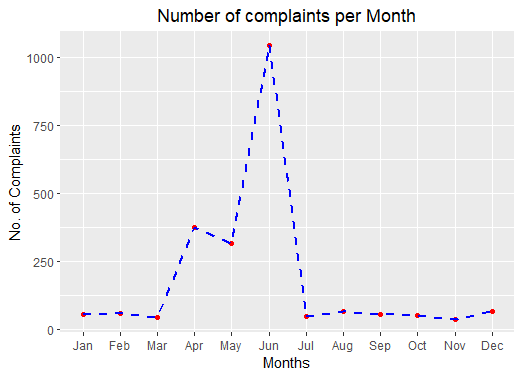 Number of complaints per Month
No. of Complaints
1000
750
500
250
0
Jan Feb Mar Apr May Jun Jul Aug Sep Oct Nov Dec
Months